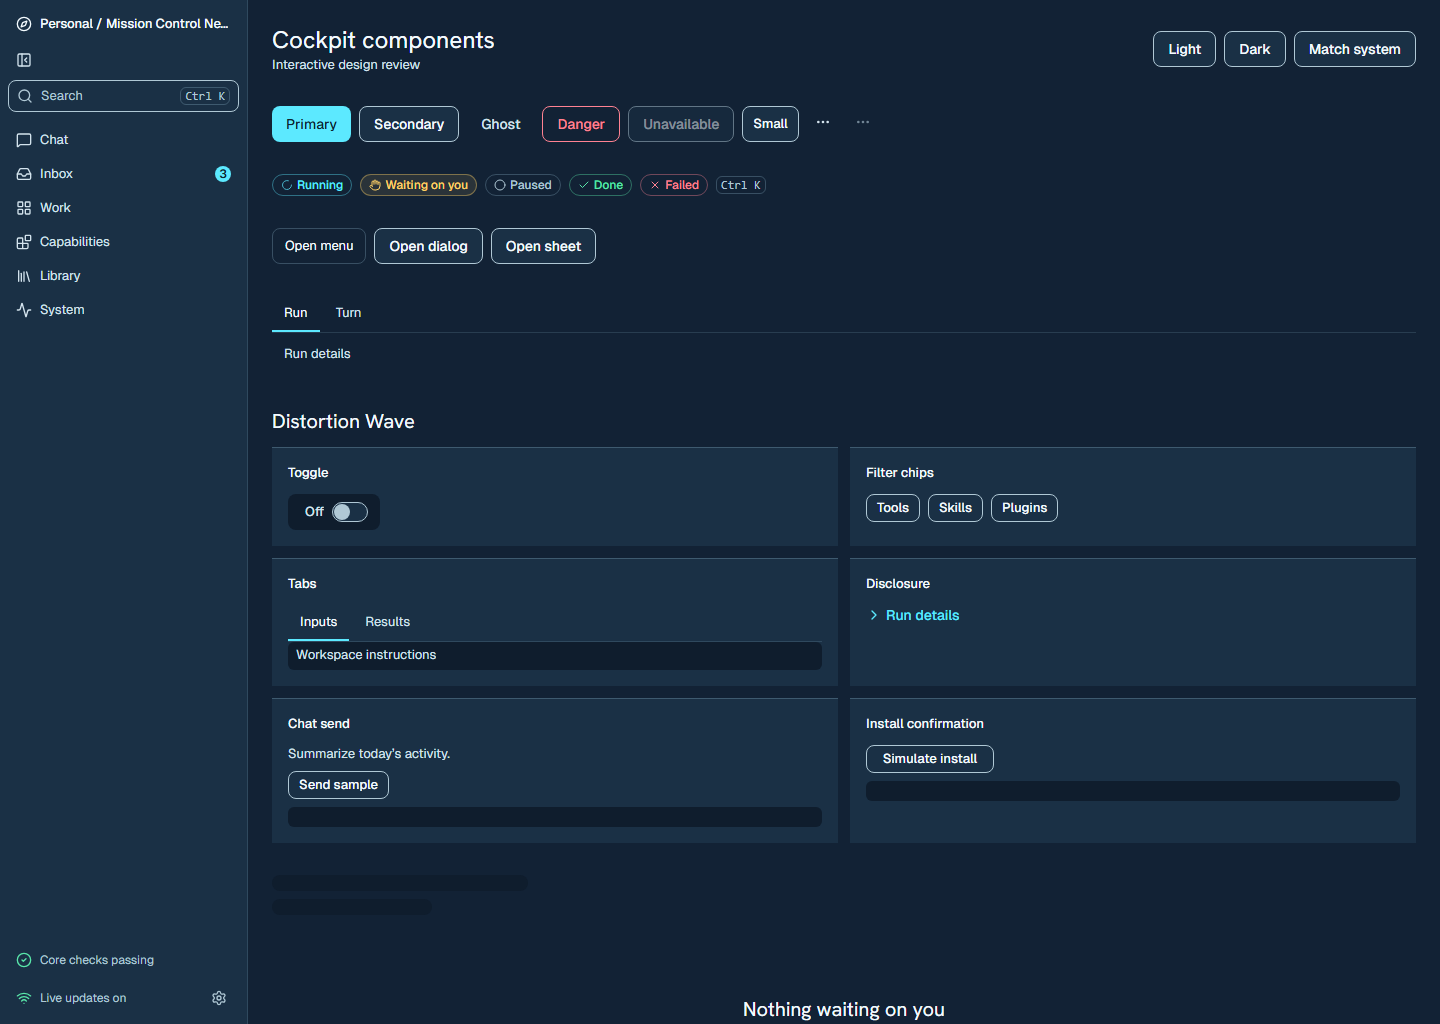 Personal / Mission Control Ne...
Search
Ctrl K
Chat
Inbox
3
Work
Capabilities
Library
System
Core checks passing
Live updates on
Cockpit components
Interactive design review
Light
Dark
Match system
Primary
Secondary
Ghost
Danger
Unavailable
Small
Running
Waiting on you
Paused
Done
Failed
Ctrl K
Open menu
Open dialog
Open sheet
Run
Turn
Run details
Distortion Wave
Toggle
Off
Filter chips
Tools
Skills
Plugins
Tabs
Inputs
Results
Workspace instructions
Disclosure
Run details
Chat send
Summarize today's activity.
Send sample
Install confirmation
Simulate install
Nothing waiting on you